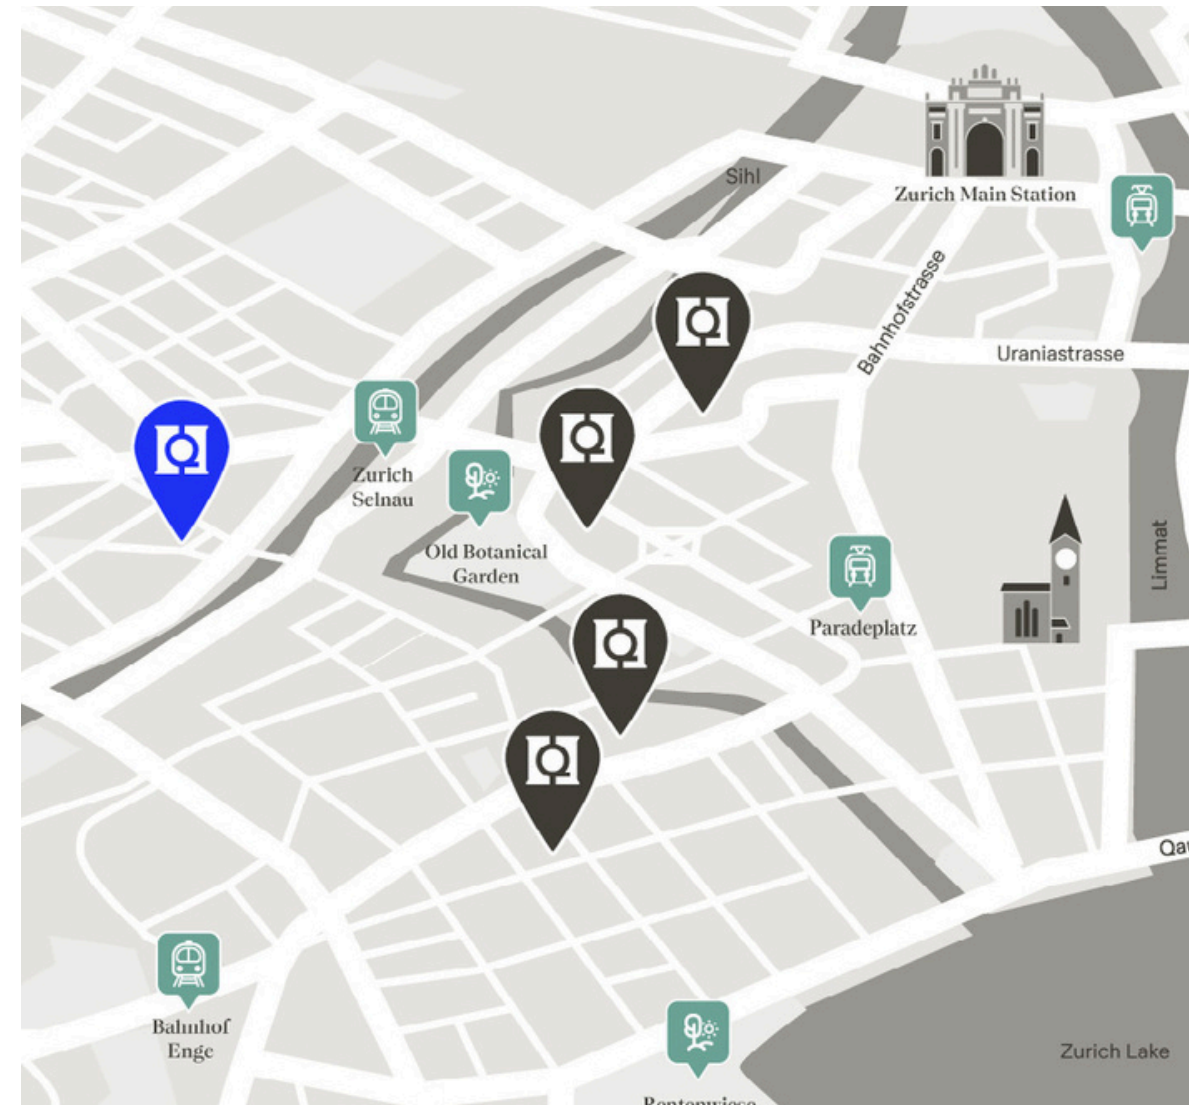 Sihl
Zurich Main Station
Bahnhofstrasse
Uraniastrasse
Zurich
Selnau
Old Botanical
Garden
Limmat
Paradeplatz
Bahnhof
Enge
Zurich Lake